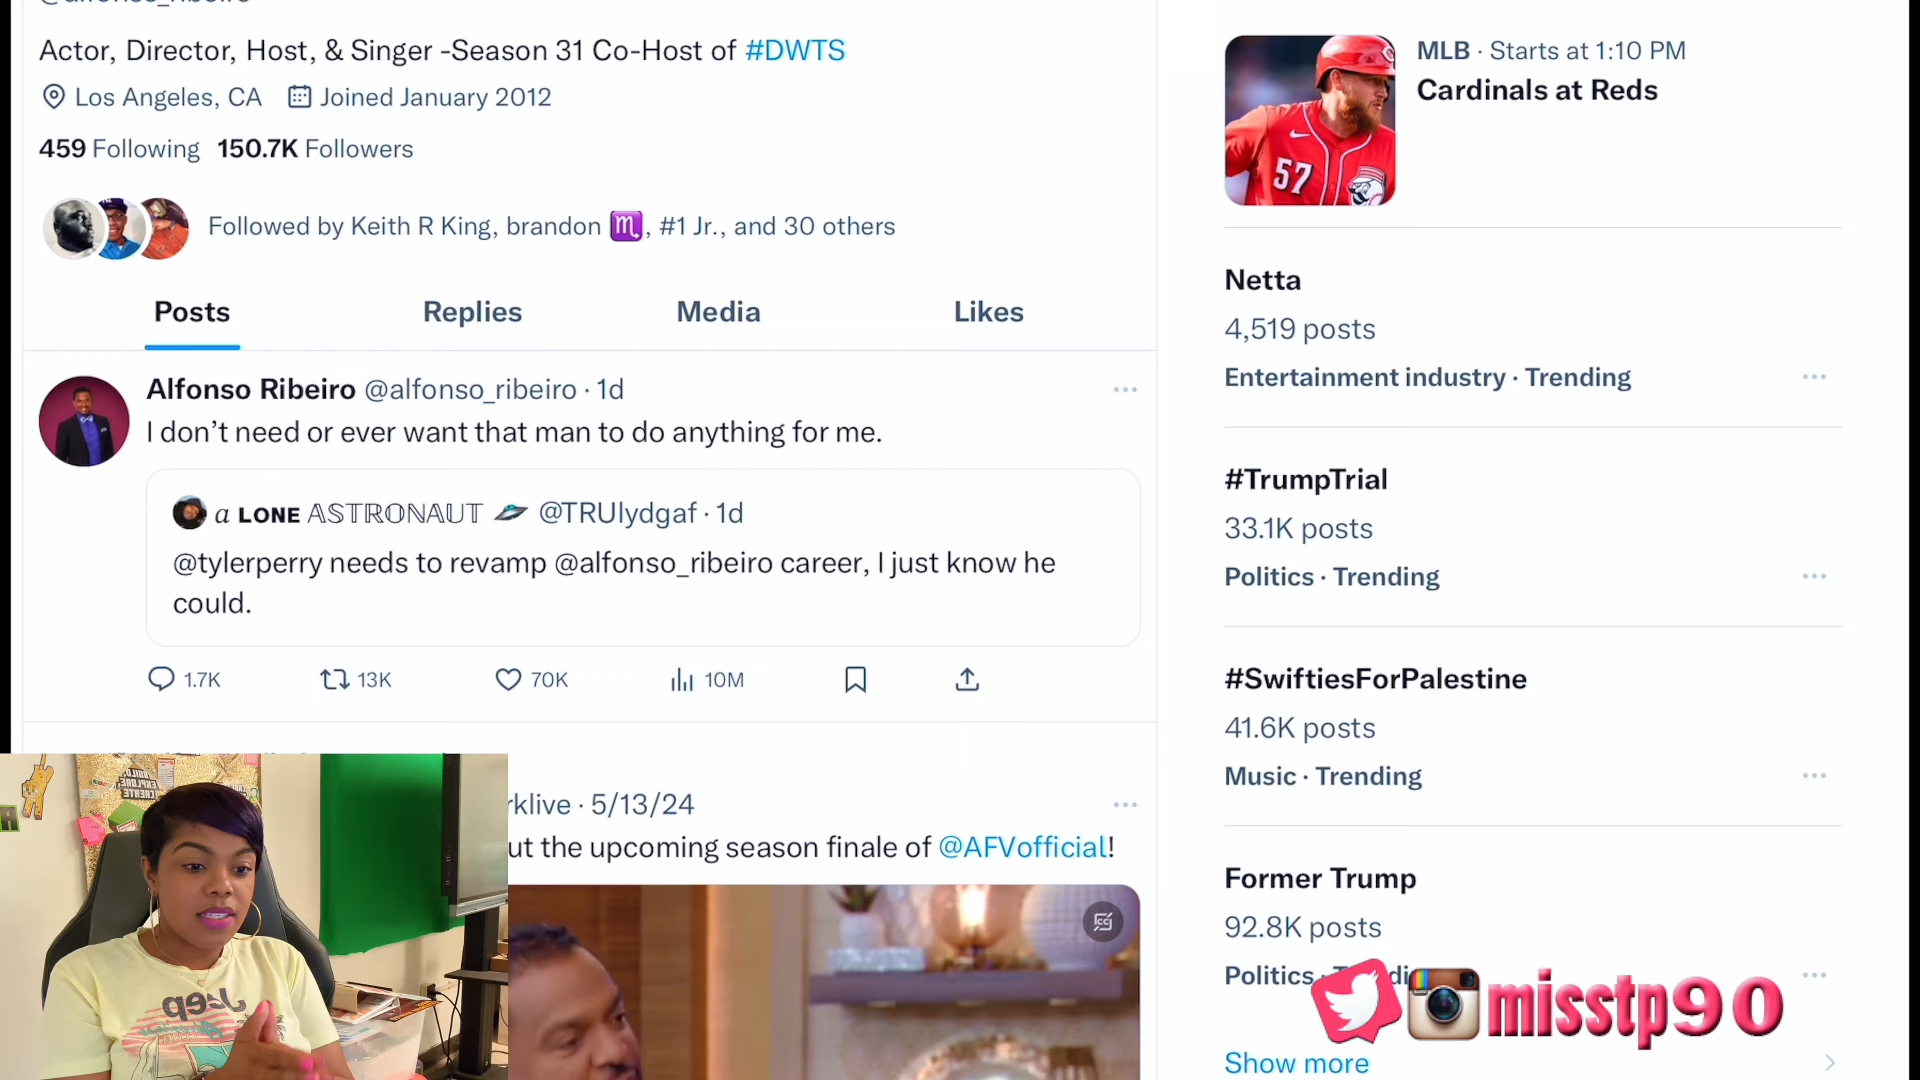 Actor, Director, Host, & Singer -Season 31 Co-Host of #DWTS
Los Angeles, CA Joined January 2012
459 Following 150.7K Followers
Followed by Keith R King, brandon ♏, #1 Jr., and 30 others
Posts Replies Media Likes
Alfonso Ribeiro @alfonso_ribeiro · 1d
I don’t need or ever want that man to do anything for me.
a LONE ASTRONAUT 🛸 @TRUlydgaf · 1d
@tylerperry needs to revamp @alfonso_ribeiro career, I just know he
could.
1.7K 13K 70K 10M
rklive · 5/13/24
ut the upcoming season finale of @AFVofficial!
MLB · Starts at 1:10 PM
Cardinals at Reds
57
Netta
4,519 posts
Entertainment industry · Trending
#TrumpTrial
33.1K posts
Politics · Trending
#SwiftiesForPalestine
41.6K posts
Music · Trending
Former Trump
92.8K posts
Politics
misstp90
Show more
BUILD
EXPLORE
CREATE
Jeep